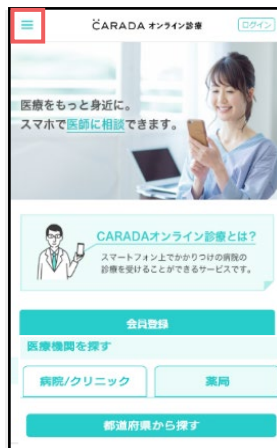 CARADA オンライン診療
ログイン
医療をもっと身近に。
スマホで医師に相談できます。
CARADAオンライン診療とは?
スマートフォン上でかかりつけの病院の
診療を受けることができるサービスです。
会員登録
医療機関を探す
病院/クリニック
薬局
都道府県から探す